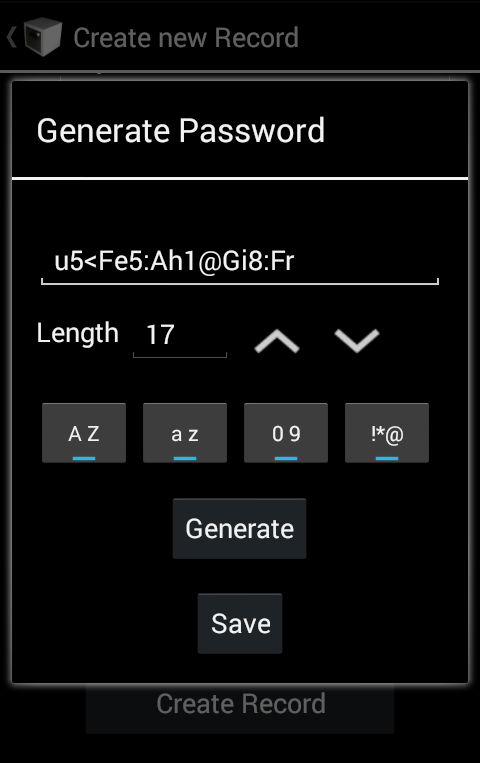 Create new Record
Generate Password
u5<Fe5:Ah1@Gi8:Fr
Length 17
A Z a z 0 9 !*@
Generate
Save
Create Record